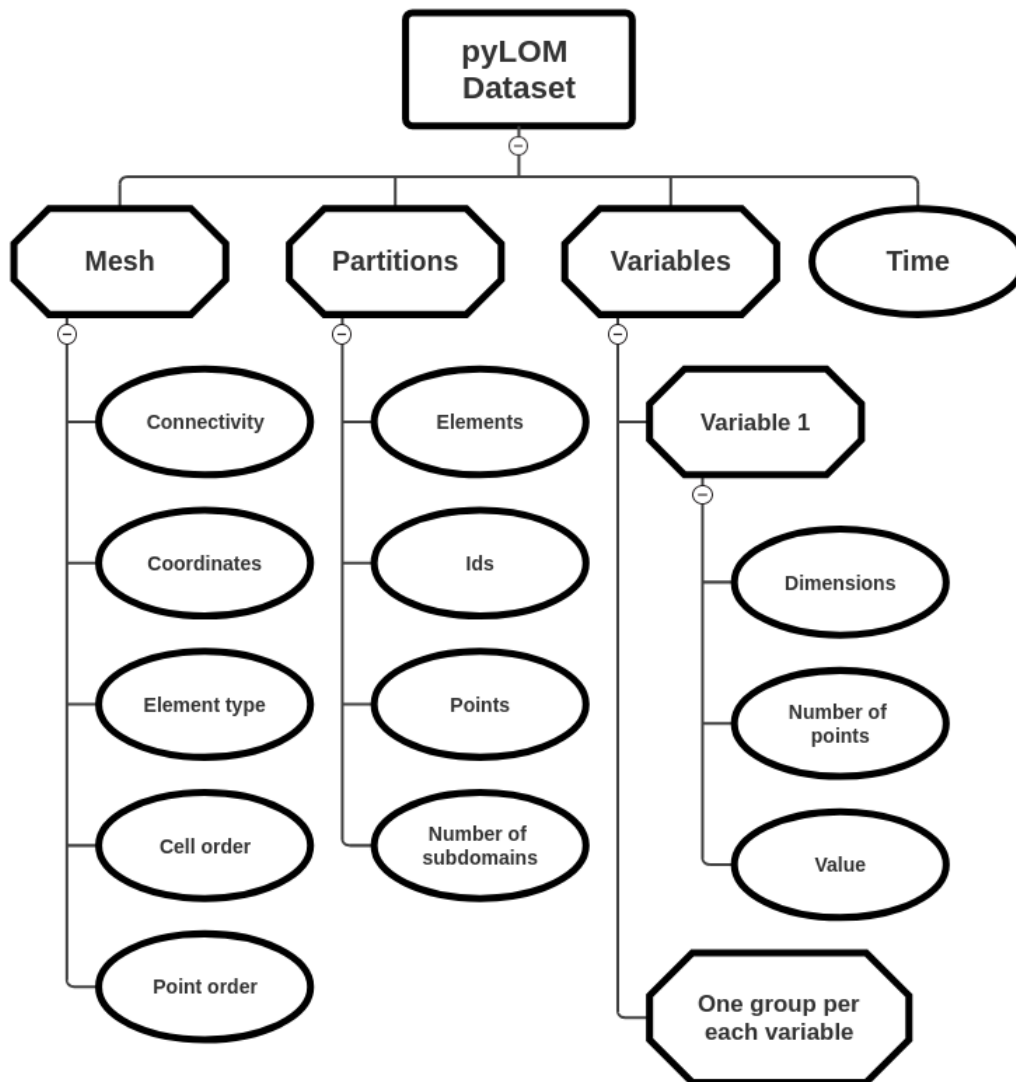 pyLOM
Dataset
Mesh
Partitions
Variables
Time
Connectivity
Coordinates
Element type
Cell order
Point order
Elements
Ids
Points
Number of
subdomains
Variable 1
Dimensions
Number of
points
Value
One group per
each variable